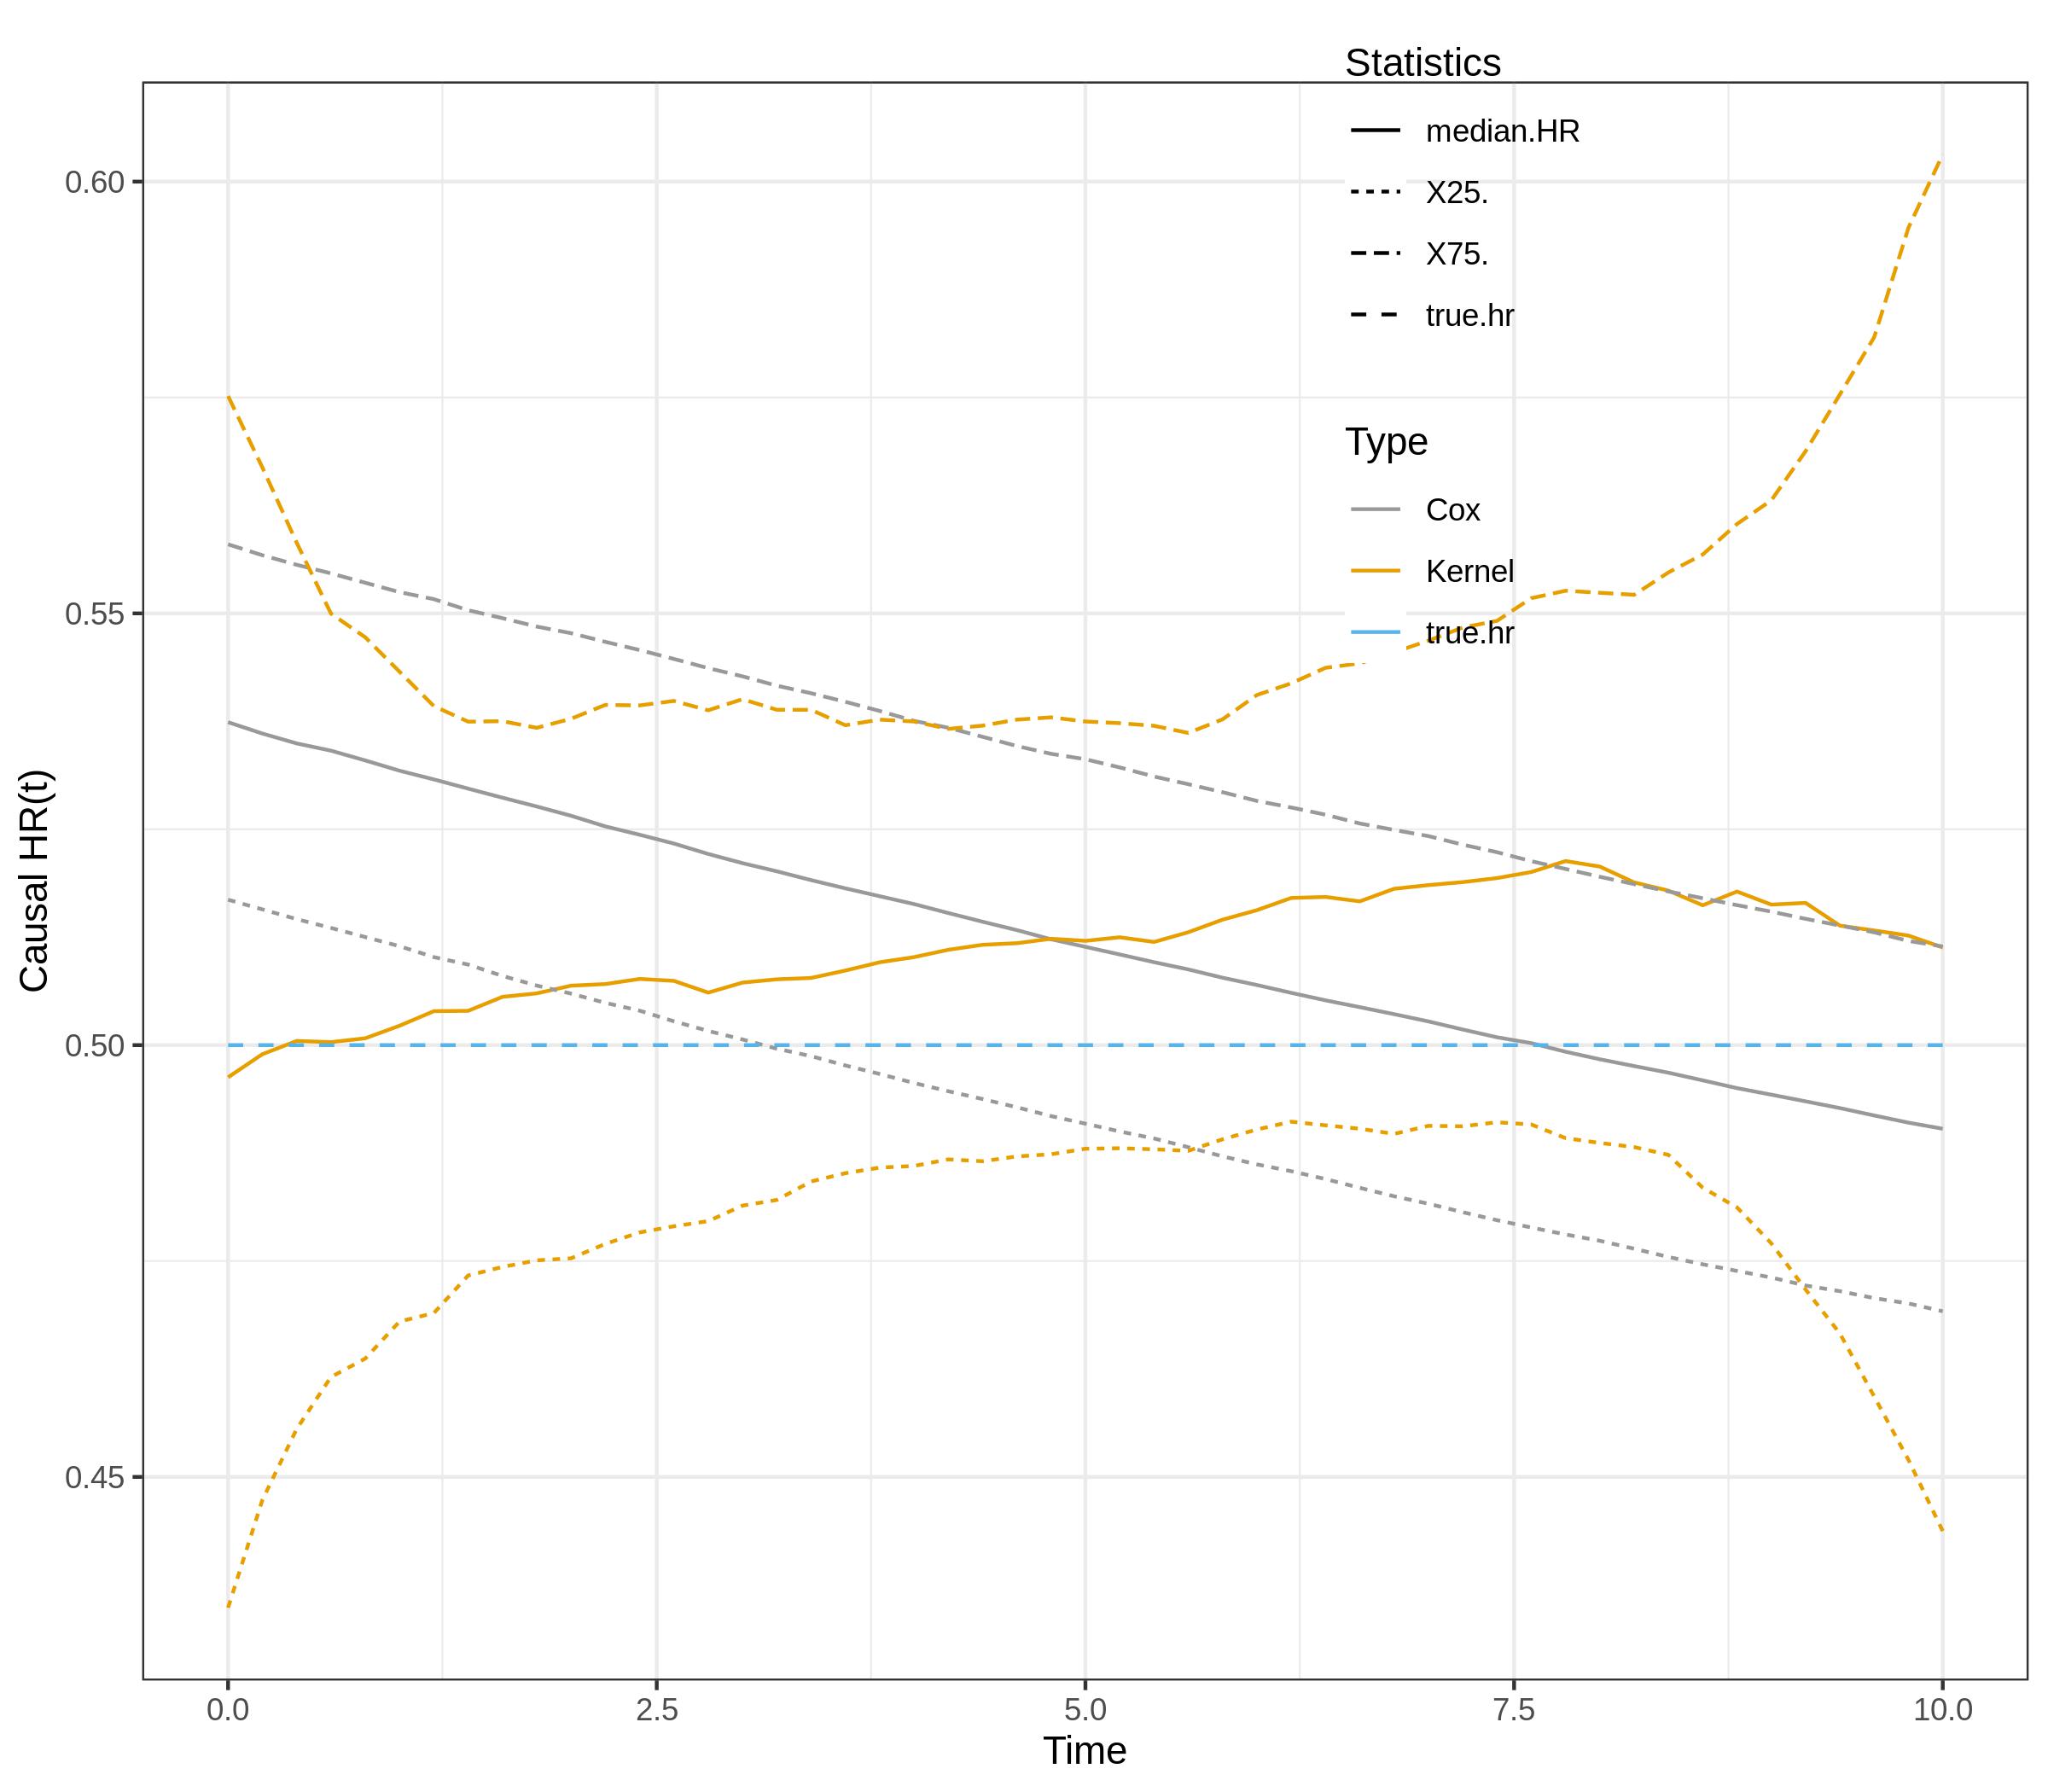 Statistics
median.HR
X25.
X75.
true.hr
Type
Cox
Kernel
true.hr
Causal HR(t)
0.60
0.55
0.50
0.45
0.0 2.5 5.0 7.5 10.0
Time